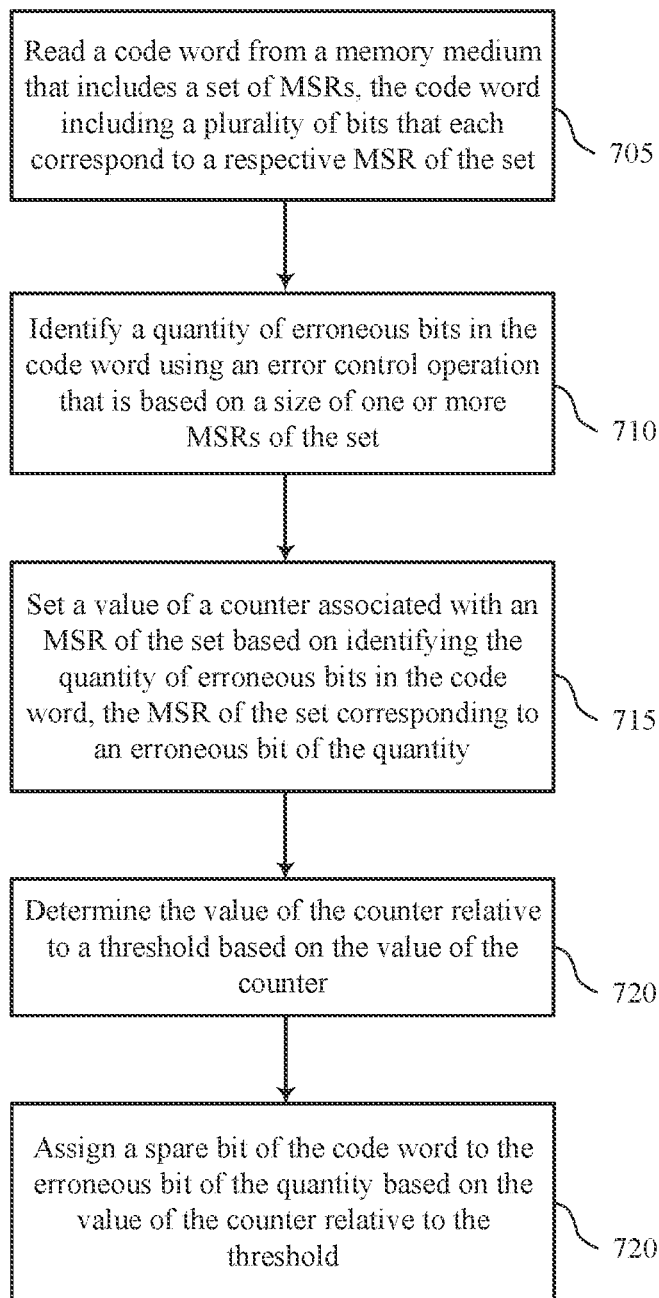 Read a code word from a memory medium
that includes a set of MSRs, the code word
including a plurality of bits that each
correspond to a respective MSR of the set
705
Identify a quantity of erroneous bits in the
code word using an error control operation
that is based on a size of one or more
MSRs of the set
710
Set a value of a counter associated with an
MSR of the set based on identifying the
quantity of erroneous bits in the code
word, the MSR of the set corresponding to
an erroneous bit of the quantity
715
Determine the value of the counter relative
to a threshold based on the value of the
counter
720
Assign a spare bit of the code word to the
erroneous bit of the quantity based on the
value of the counter relative to the
threshold
720